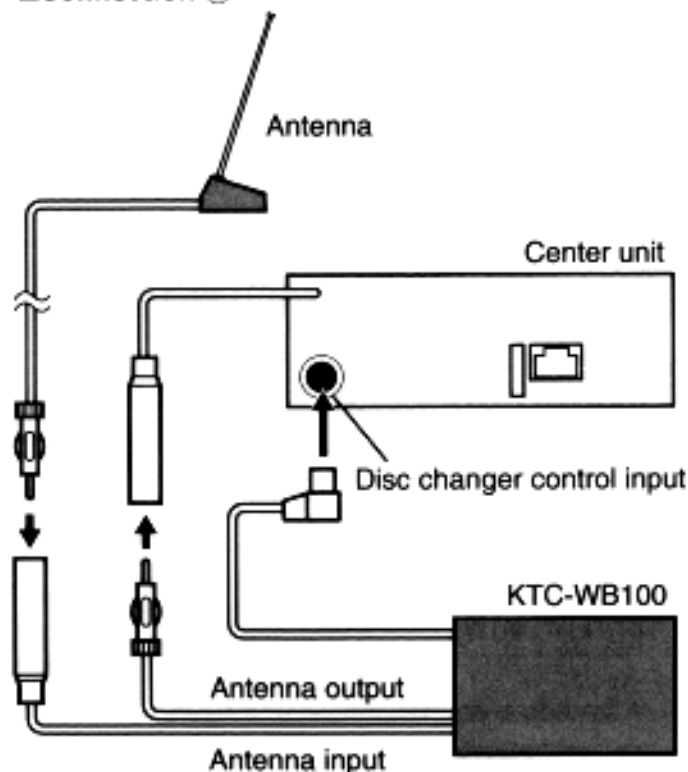 Antenna
Center unit
Disc changer control input
KTC-WB100
Antenna output
Antenna input